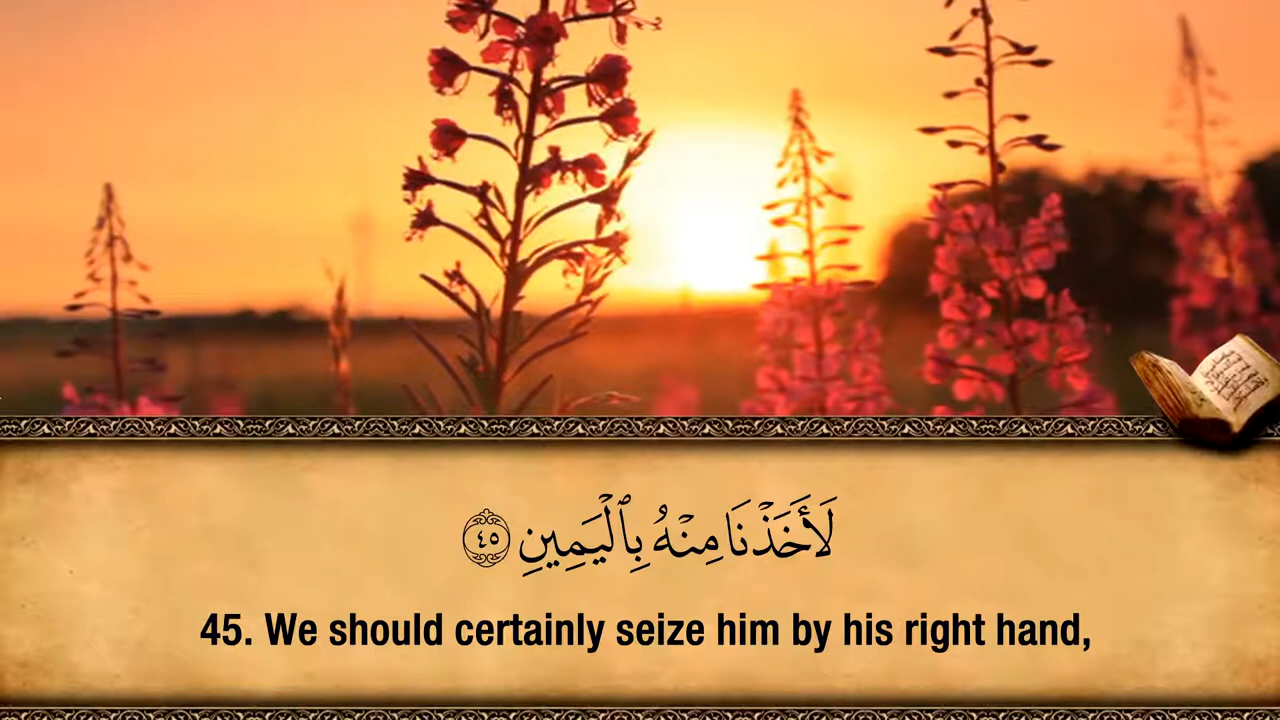 لَأَخَذْنَا مِنْهُ بِٱلْيَمِينِ ٤٥
45. We should certainly seize him by his right hand,